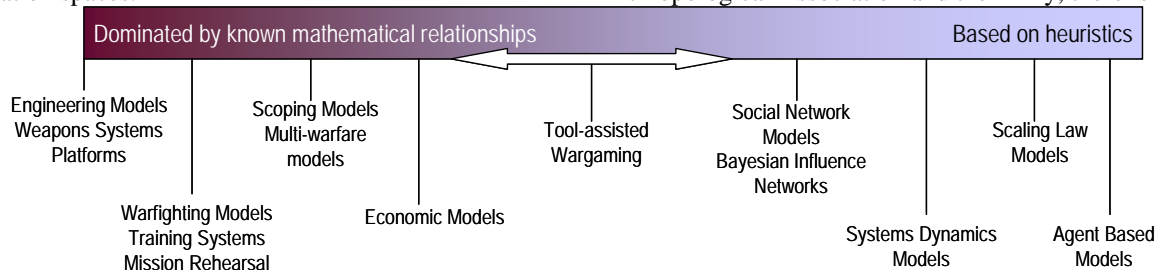 Dominated by known mathematical relationships
Based on heuristics
Engineering Models
Weapons Systems
Platforms
Warfighting Models
Training Systems
Mission Rehearsal
Scoping Models
Multi-warfare
models
Economic Models
Tool-assisted
Wargaming
Social Network
Models
Bayesian Influence
Networks
Systems Dynamics
Models
Scaling Law
Models
Agent Based
Models